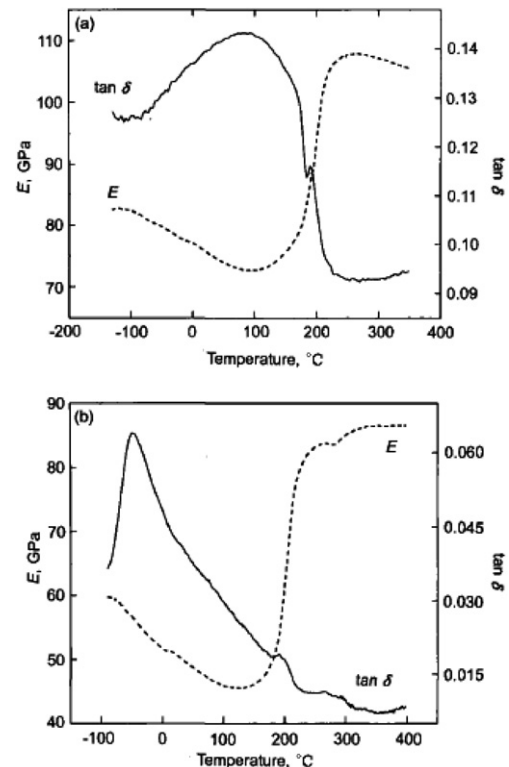 (a)
tan δ
E
E, GPa
110
100
90
80
70
tan δ
0.14
0.13
0.12
0.11
0.10
0.09
-200 -100 0 100 200 300 400
Temperature, °C
(b)
E
tan δ
E, GPa
90
80
70
60
50
40
tan δ
0.060
0.045
0.030
0.015
-100 0 100 200 300 400
Temperature, °C